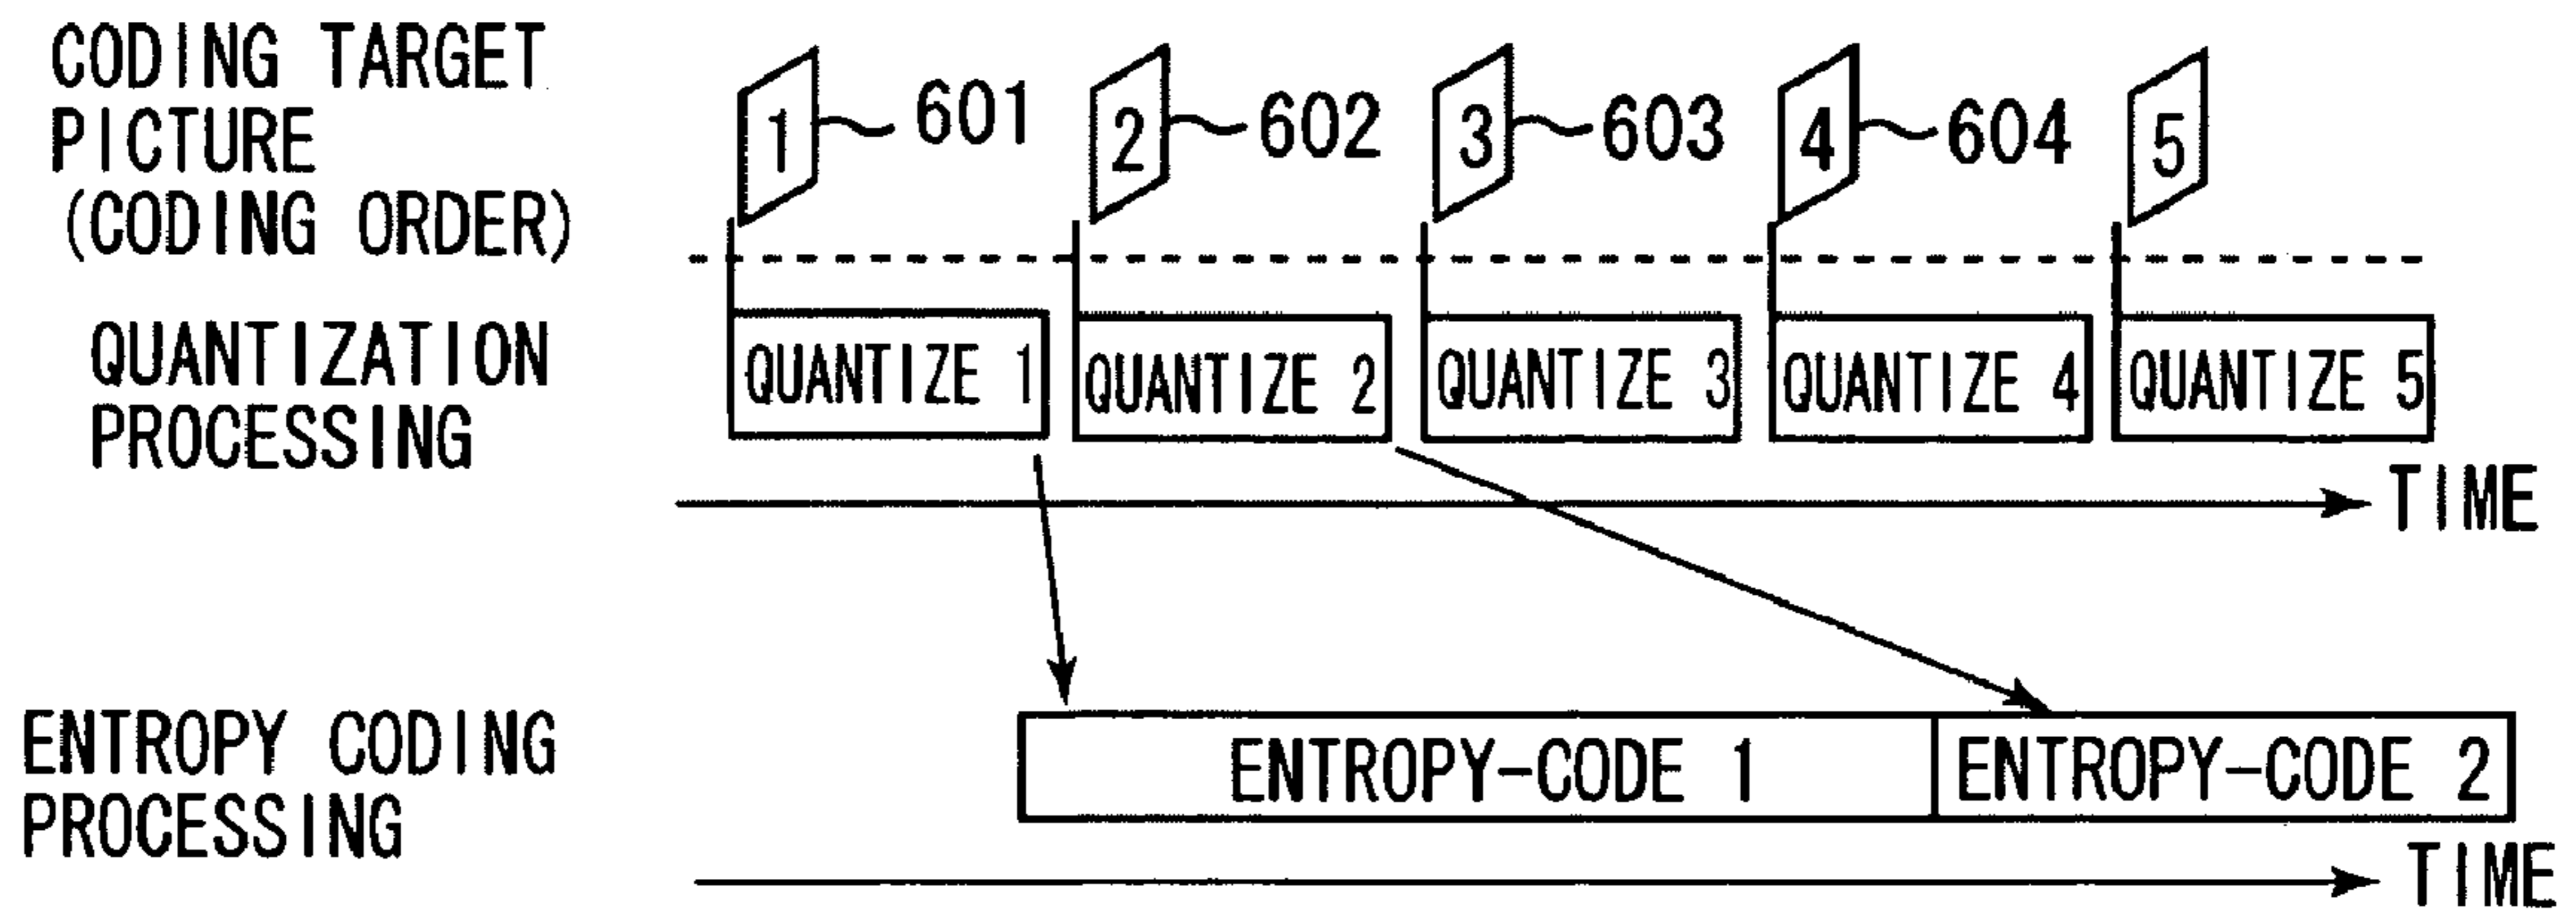 CODING TARGET
PICTURE
(CODING ORDER)
1 601 2 602 3 603 4 604 5
QUANTIZATION
PROCESSING
QUANTIZE 1 QUANTIZE 2 QUANTIZE 3 QUANTIZE 4 QUANTIZE 5
TIME
ENTROPY CODING
PROCESSING
ENTROPY-CODE 1 ENTROPY-CODE 2
TIME